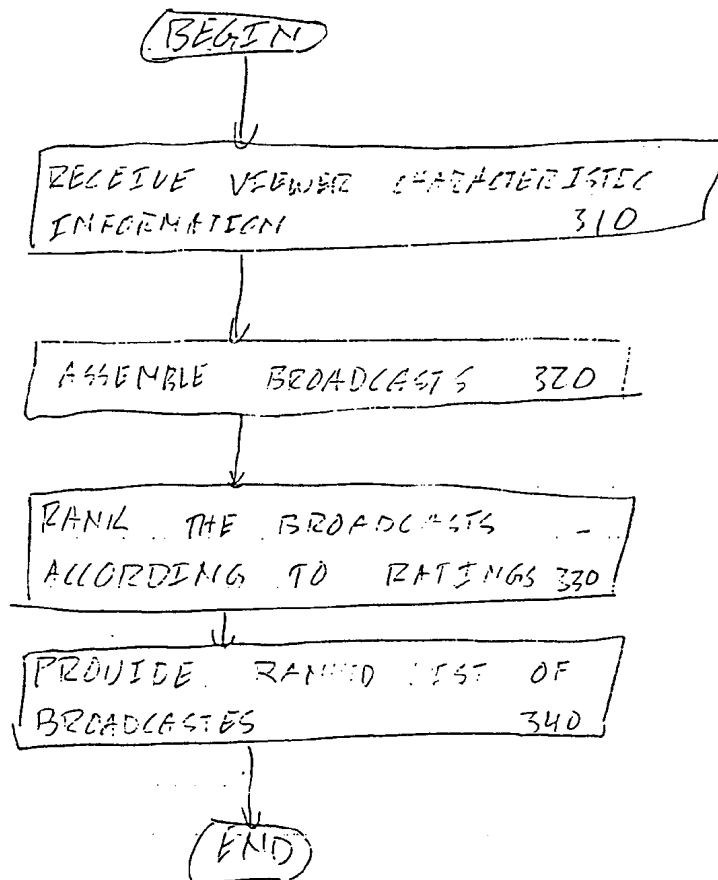 BEGIN
RECEIVE VIEWER CHARACTERISTIC
INFORMATION 310
ASSEMBLE BROADCASTS 320
RANK THE BROADCASTS
ACCORDING TO RATINGS 330
PROVIDE RANKED LIST OF
BROADCASTES 340
END